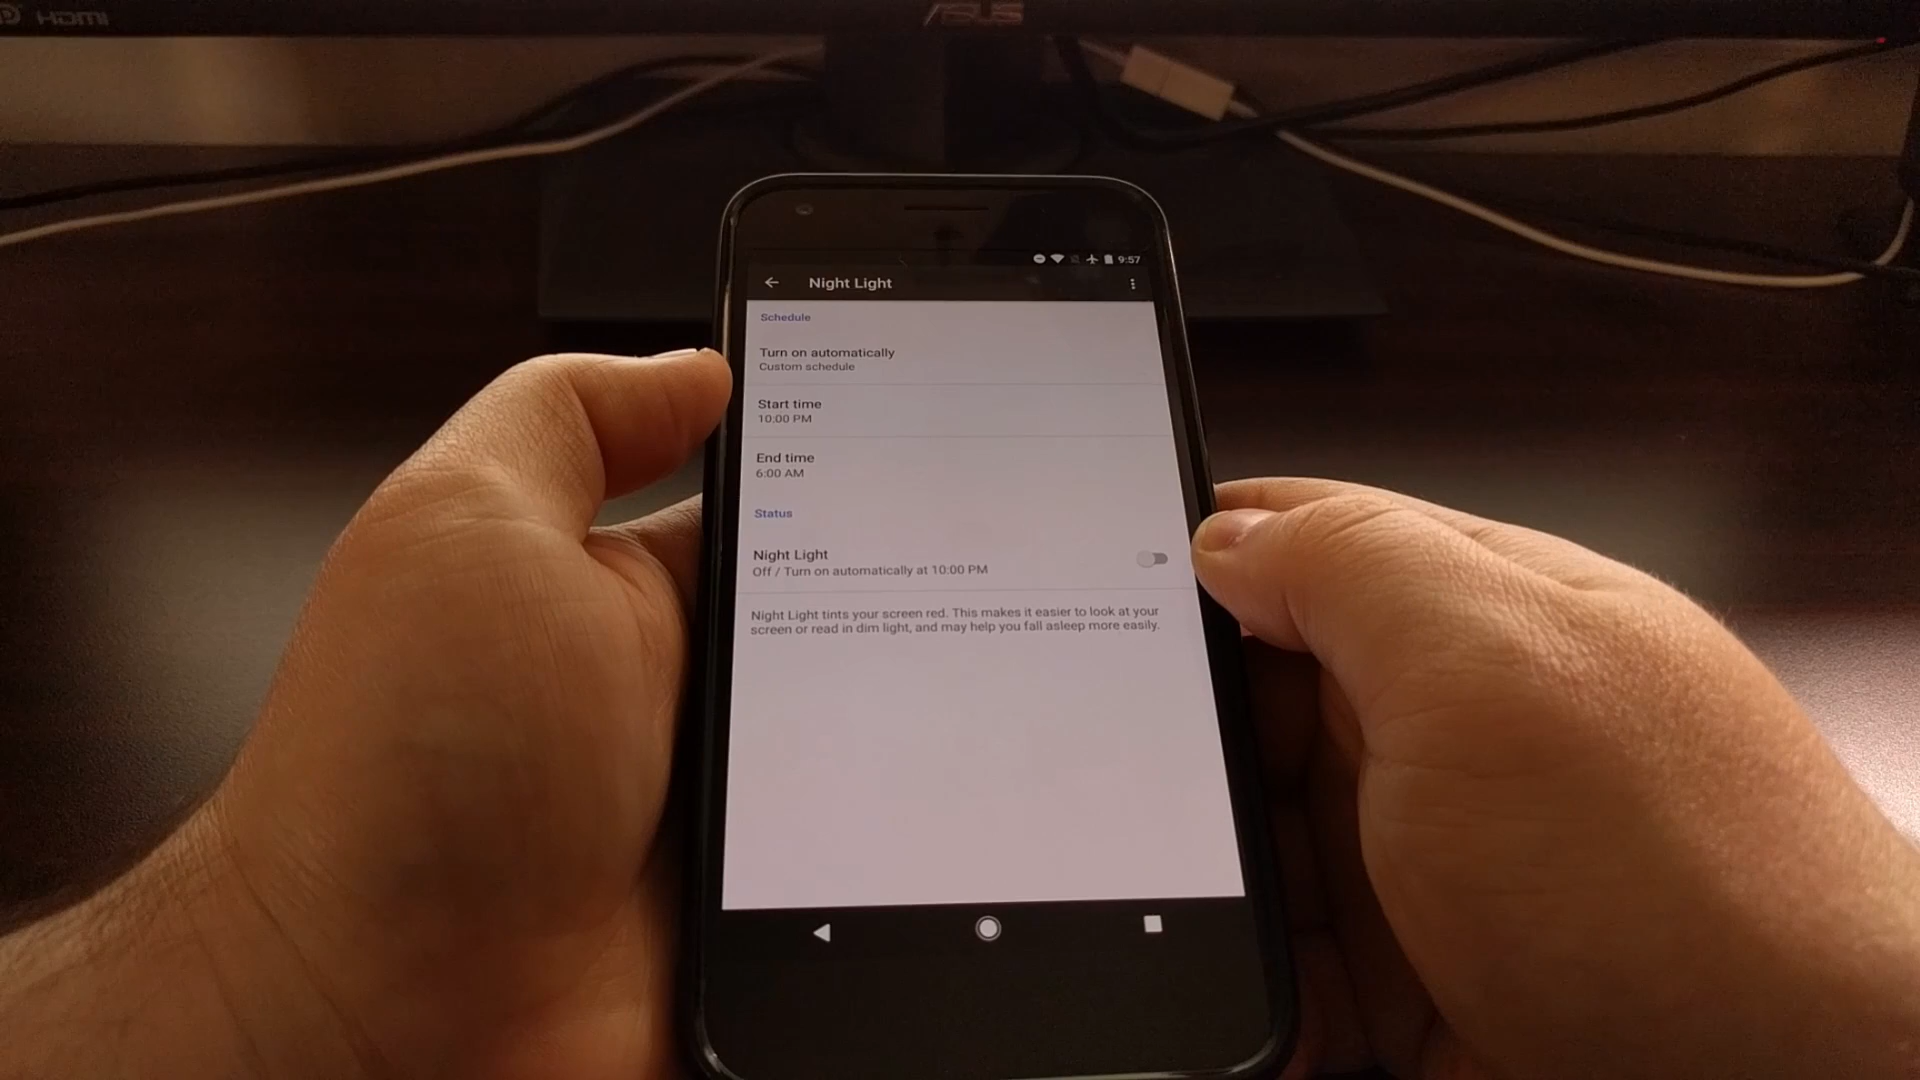 HDMI
ASUS
9:57
Night Light
Schedule
Turn on automatically
Custom schedule
Start time
10:00 PM
End time
6:00 AM
Status
Night Light
Off / Turn on automatically at 10:00 PM
Night Light tints your screen red. This makes it easier to look at your
screen or read in dim light, and may help you fall asleep more easily.